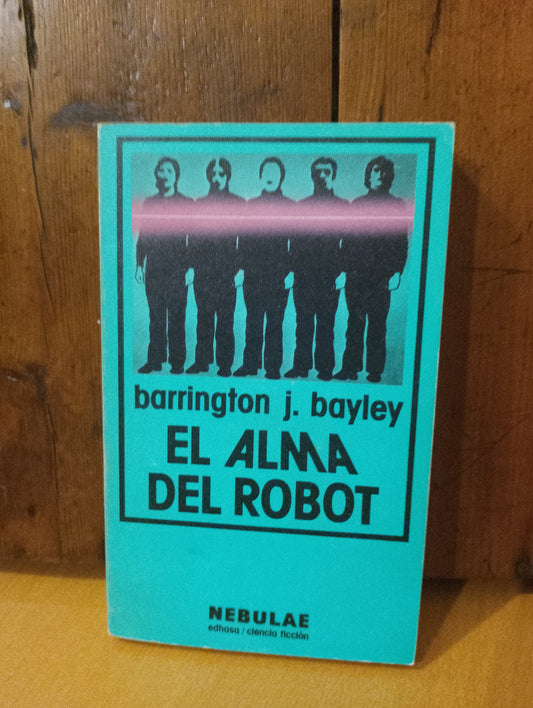 barrington j. bayley
EL ALMA
DEL ROBOT
NEBULAE
edhasa / ciencia ficción